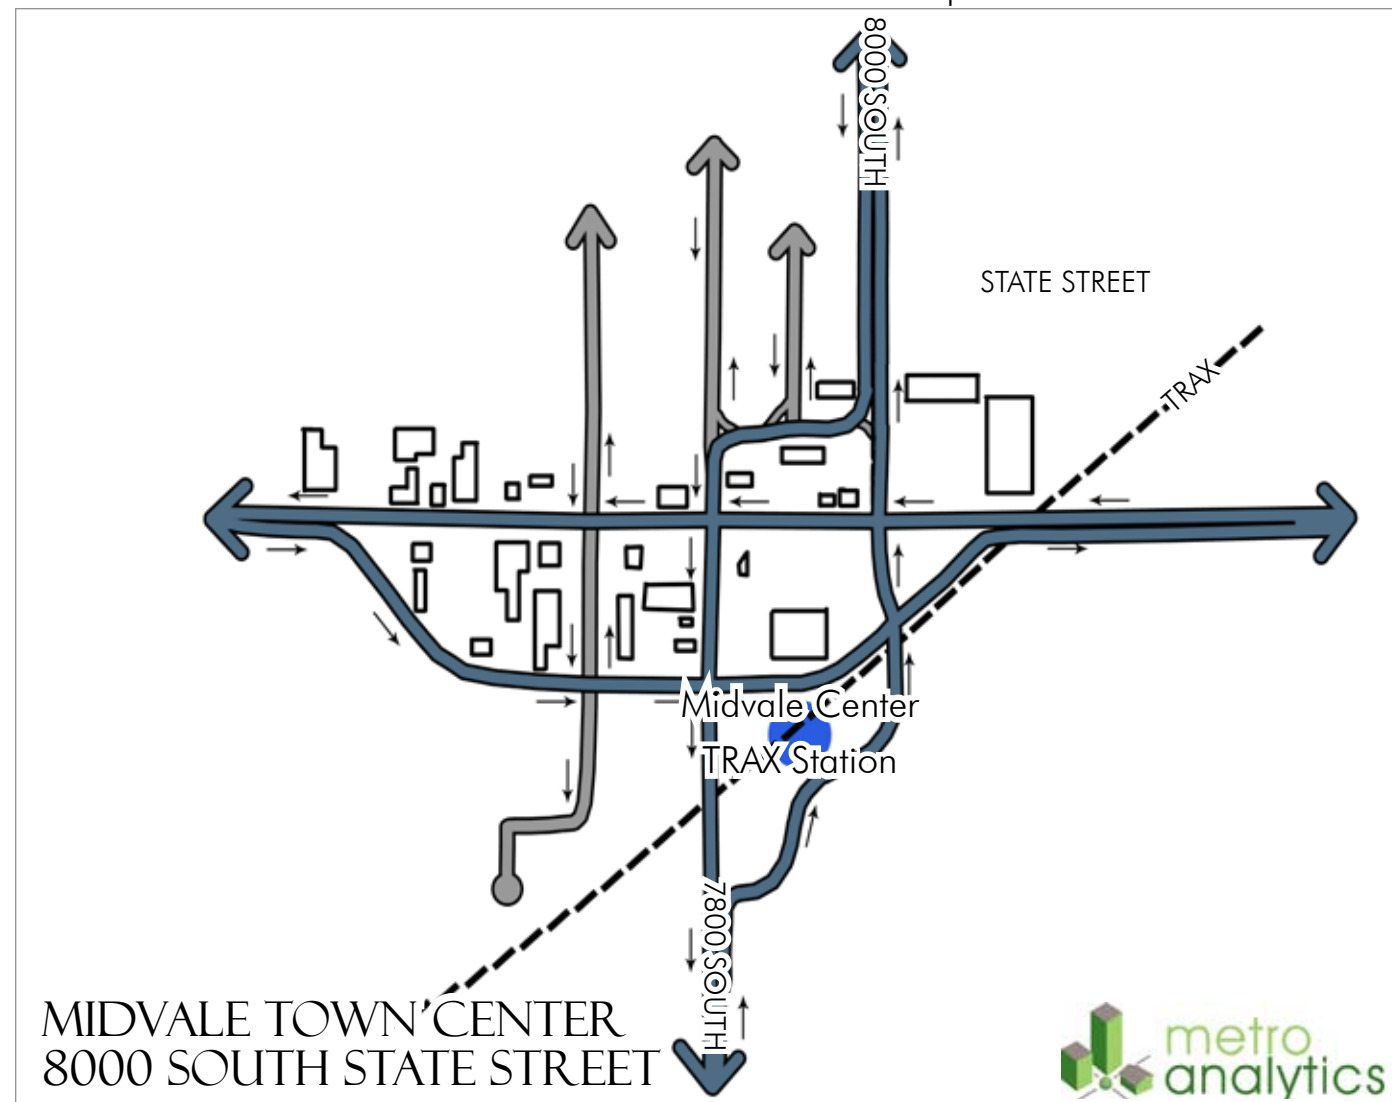 8000 SOUTH
STATE STREET
TRAX
Midvale Center
TRAX Station
7800 SOUTH
MIDVALE TOWN CENTER
8000 SOUTH STATE STREET
metro
analytics